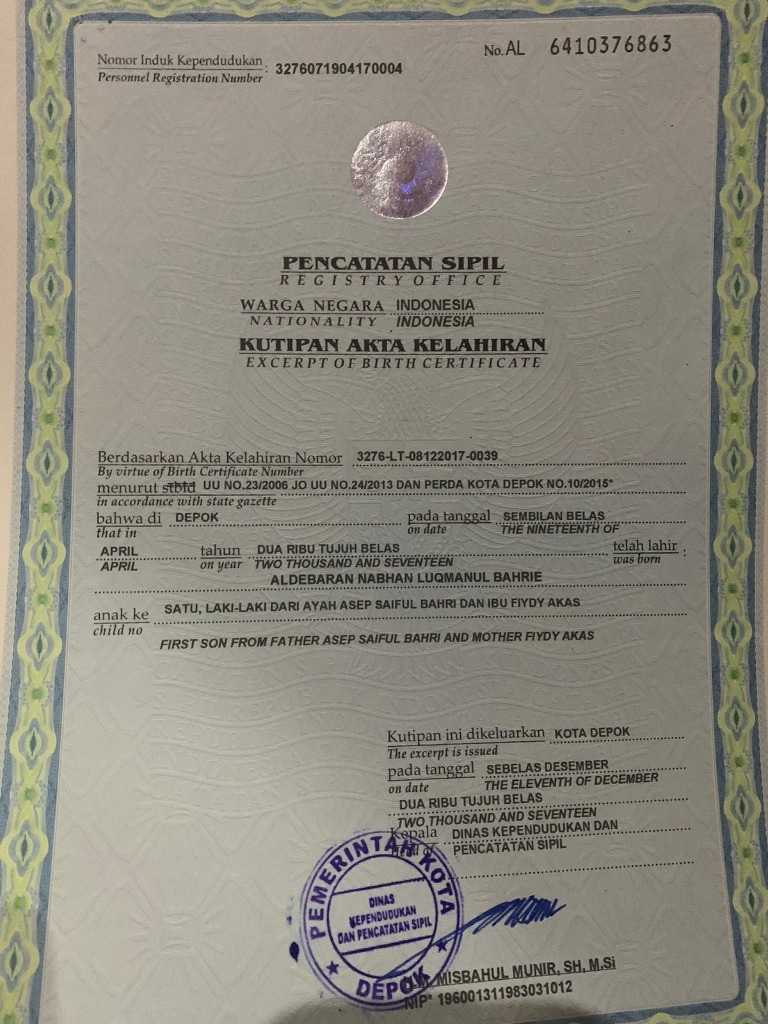 Nomor Induk Kependudukan : 3276071904170004
Personnel Registration Number
No. AL 6410376863
PENCATATAN SIPIL
REGISTRY OFFICE
WARGA NEGARA INDONESIA
NATIONALITY INDONESIA
KUTIPAN AKTA KELAHIRAN
EXCERPT OF BIRTH CERTIFICATE
Berdasarkan Akta Kelahiran Nomor 3276-LT-08122017-0039
By virtue of Birth Certificate Number
menurut stbld UU NO.23/2006 JO UU NO.24/2013 DAN PERDA KOTA DEPOK NO.10/2015*
in accordance with state gazette
bahwa di DEPOK pada tanggal SEMBILAN BELAS
that in on date THE NINETEENTH OF
APRIL tahun DUA RIBU TUJUH BELAS telah lahir :
APRIL on year TWO THOUSAND AND SEVENTEEN was born
ALDEBARAN NABHAN LUQMANUL BAHRIE
anak ke SATU, LAKI-LAKI DARI AYAH ASEP SAIFUL BAHRI DAN IBU FIYDY AKAS
child no FIRST SON FROM FATHER ASEP SAIFUL BAHRI AND MOTHER FIYDY AKAS
Kutipan ini dikeluarkan KOTA DEPOK
The excerpt is issued
pada tanggal SEBELAS DESEMBER
on date THE ELEVENTH OF DECEMBER
DUA RIBU TUJUH BELAS
TWO THOUSAND AND SEVENTEEN
Kepala DINAS KEPENDUDUKAN DAN
Head of PENCATATAN SIPIL
PEMERINTAH KOTA
DINAS
KEPENDUDUKAN
DAN PENCATATAN SIPIL
DEPOK
MISBAHUL MUNIR, SH, M.Si
NIP* 196001311983031012